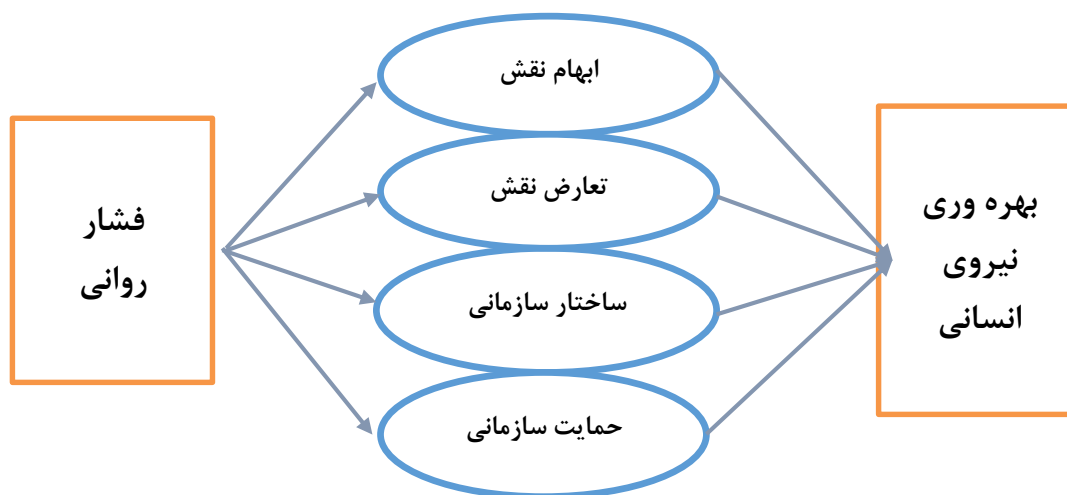 ابهام نقش
تعارض نقش
ساختار سازمانی
حمایت سازمانی
فشار
روانی
بهره وری
نیروی
انسانی